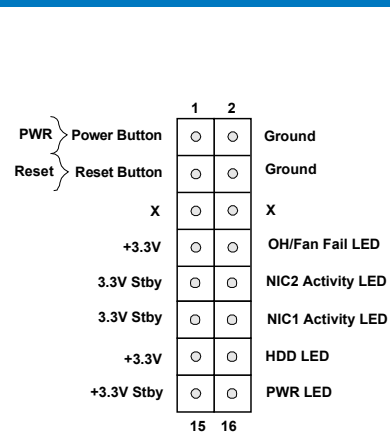 1 2
PWR Power Button Ground
Reset Reset Button Ground
X X
+3.3V OH/Fan Fail LED
3.3V Stby NIC2 Activity LED
3.3V Stby NIC1 Activity LED
+3.3V HDD LED
+3.3V Stby PWR LED
15 16